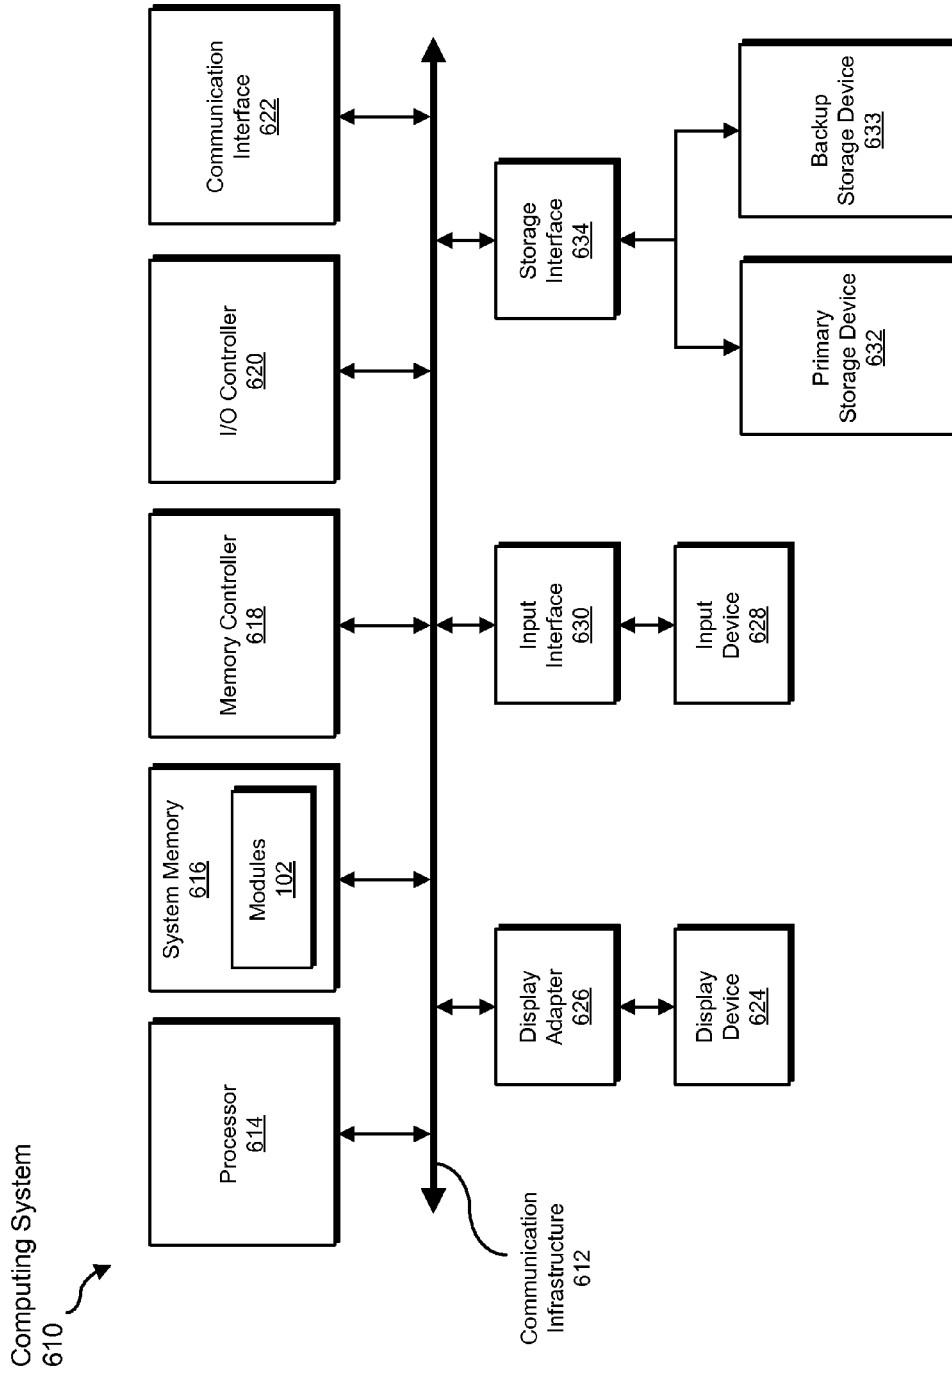 Computing System
610
Processor
614
System Memory
616
Modules
102
Memory Controller
618
I/O Controller
620
Communication
Interface
622
Communication
Infrastructure
612
Display
Adapter
626
Input
Interface
630
Storage
Interface
634
Display
Device
624
Input
Device
628
Primary
Storage Device
632
Backup
Storage Device
633